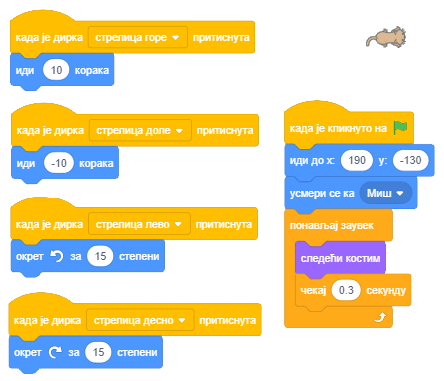 када је дирка стрелица горе притиснута
иди 10 корака
када је дирка стрелица доле притиснута
иди -10 корака
када је дирка стрелица лево притиснута
окрет за 15 степени
када је дирка стрелица десно притиснута
окрет за 15 степени
када је кликнуто на
иди до x: 190 y: -130
усмери се ка Миш
понављај заувек
следећи костим
чекај 0.3 секунду